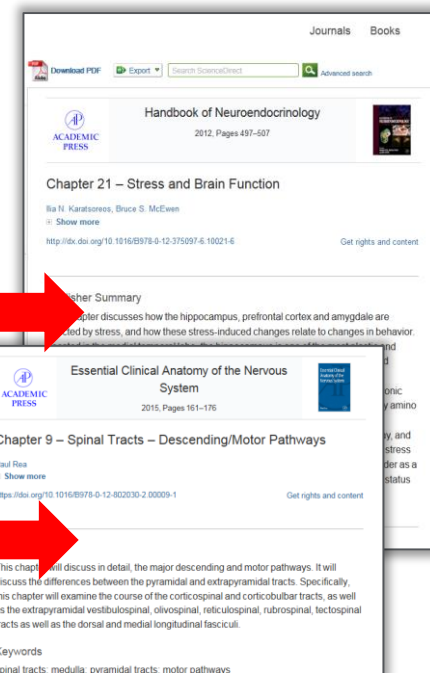 Journals Books
Download PDF Export Search ScienceDirect Advanced search
AP
ACADEMIC
PRESS
Handbook of Neuroendocrinology
2012, Pages 497–507
Chapter 21 – Stress and Brain Function
Ilia N. Karatsoreos, Bruce S. McEwen
Show more
http://dx.doi.org/10.1016/B978-0-12-375097-6.10021-6 Get rights and content
sher Summary
pter discusses how the hippocampus, prefrontal cortex and amygdale are
cted by stress, and how these stress-induced changes relate to changes in behavior.
nd
d
onic
y amino
y, and
stress
der as a
status
AP
ACADEMIC
PRESS
Essential Clinical Anatomy of the Nervous
System
2015, Pages 161–176
Chapter 9 – Spinal Tracts – Descending/Motor Pathways
Paul Rea
Show more
ttps://doi.org/10.1016/B978-0-12-802030-2.00009-1 Get rights and content
This chapter will discuss in detail, the major descending and motor pathways. It will
iscuss the differences between the pyramidal and extrapyramidal tracts. Specifically,
his chapter will examine the course of the corticospinal and corticobulbar tracts, as well
s the extrapyramidal vestibulospinal, olivospinal, reticulospinal, rubrospinal, tectospinal
racts as well as the dorsal and medial longitudinal fasciculi.
Keywords
pinal tracts; medulla; pyramidal tracts; motor pathways